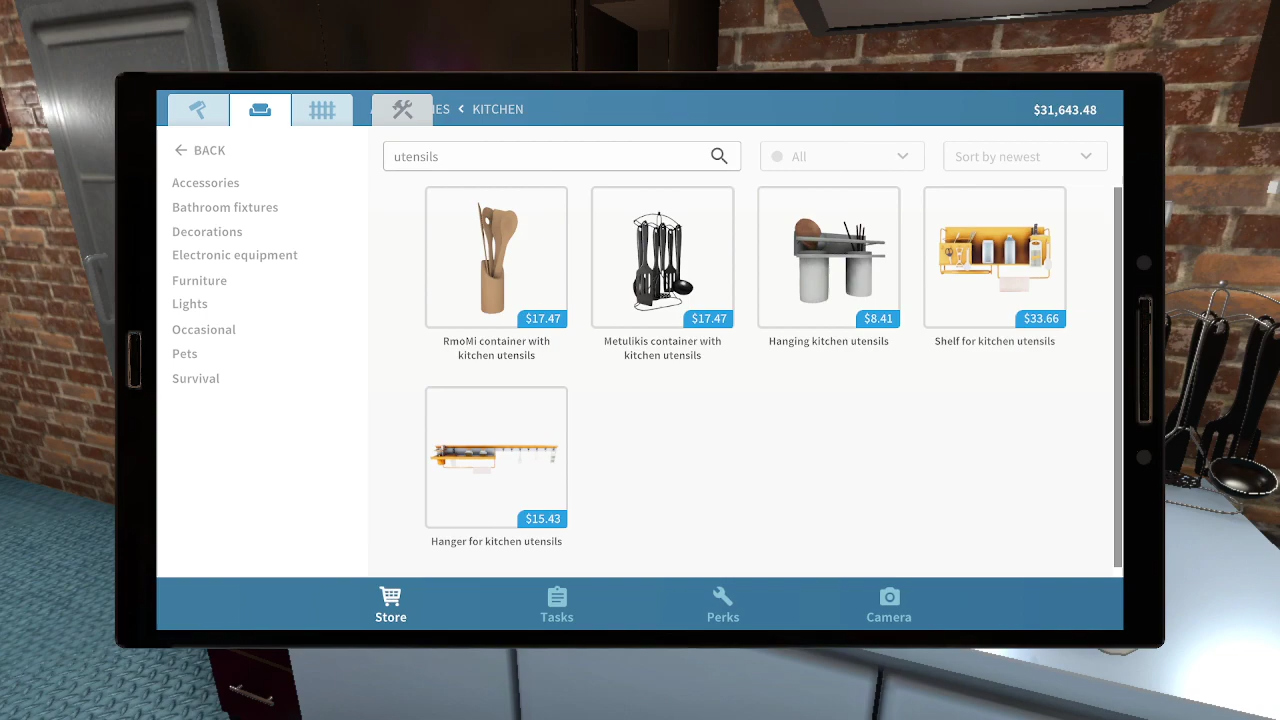 IES < KITCHEN
$31,643.48
BACK
utensils
All
Sort by newest
Accessories
Bathroom fixtures
Decorations
Electronic equipment
Furniture
Lights
Occasional
Pets
Survival
$17.47
$17.47
$8.41
$33.66
RmoMi container with
kitchen utensils
Metulikis container with
kitchen utensils
Hanging kitchen utensils
Shelf for kitchen utensils
$15.43
Hanger for kitchen utensils
Store
Tasks
Perks
Camera